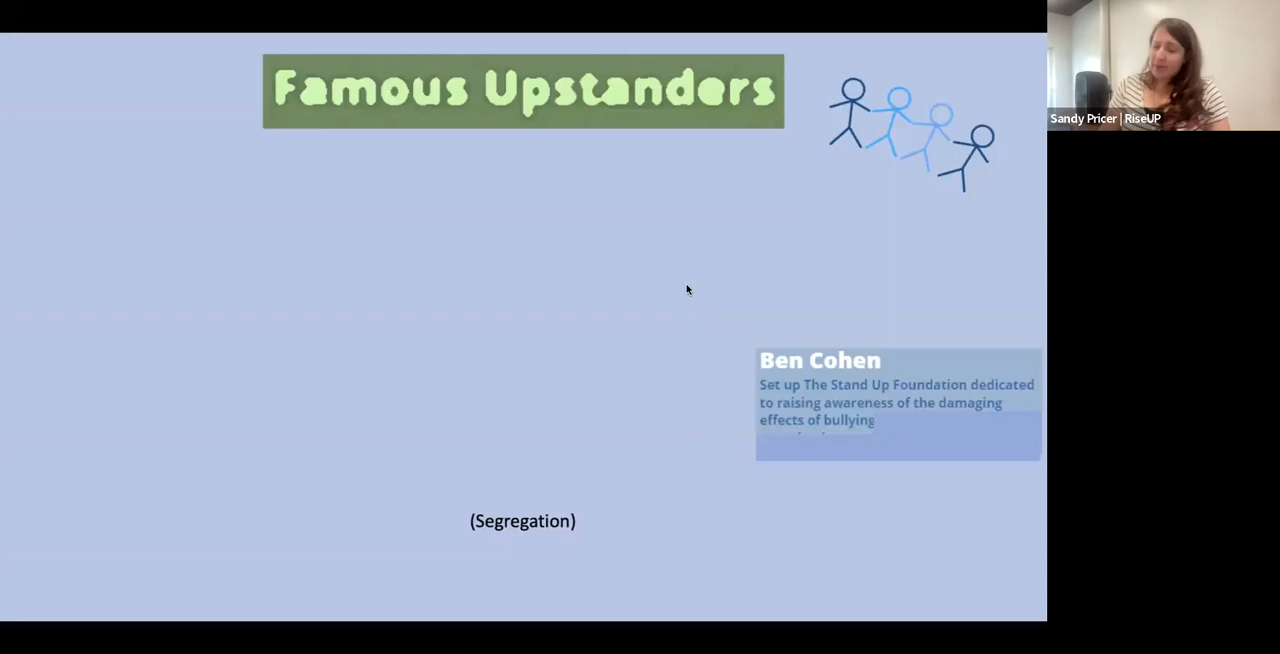 Famous Upstanders
Sandy Pricer | RiseUP
Ben Cohen
Set up The Stand Up Foundation dedicated
to raising awareness of the damaging
effects of bullying
(Segregation)